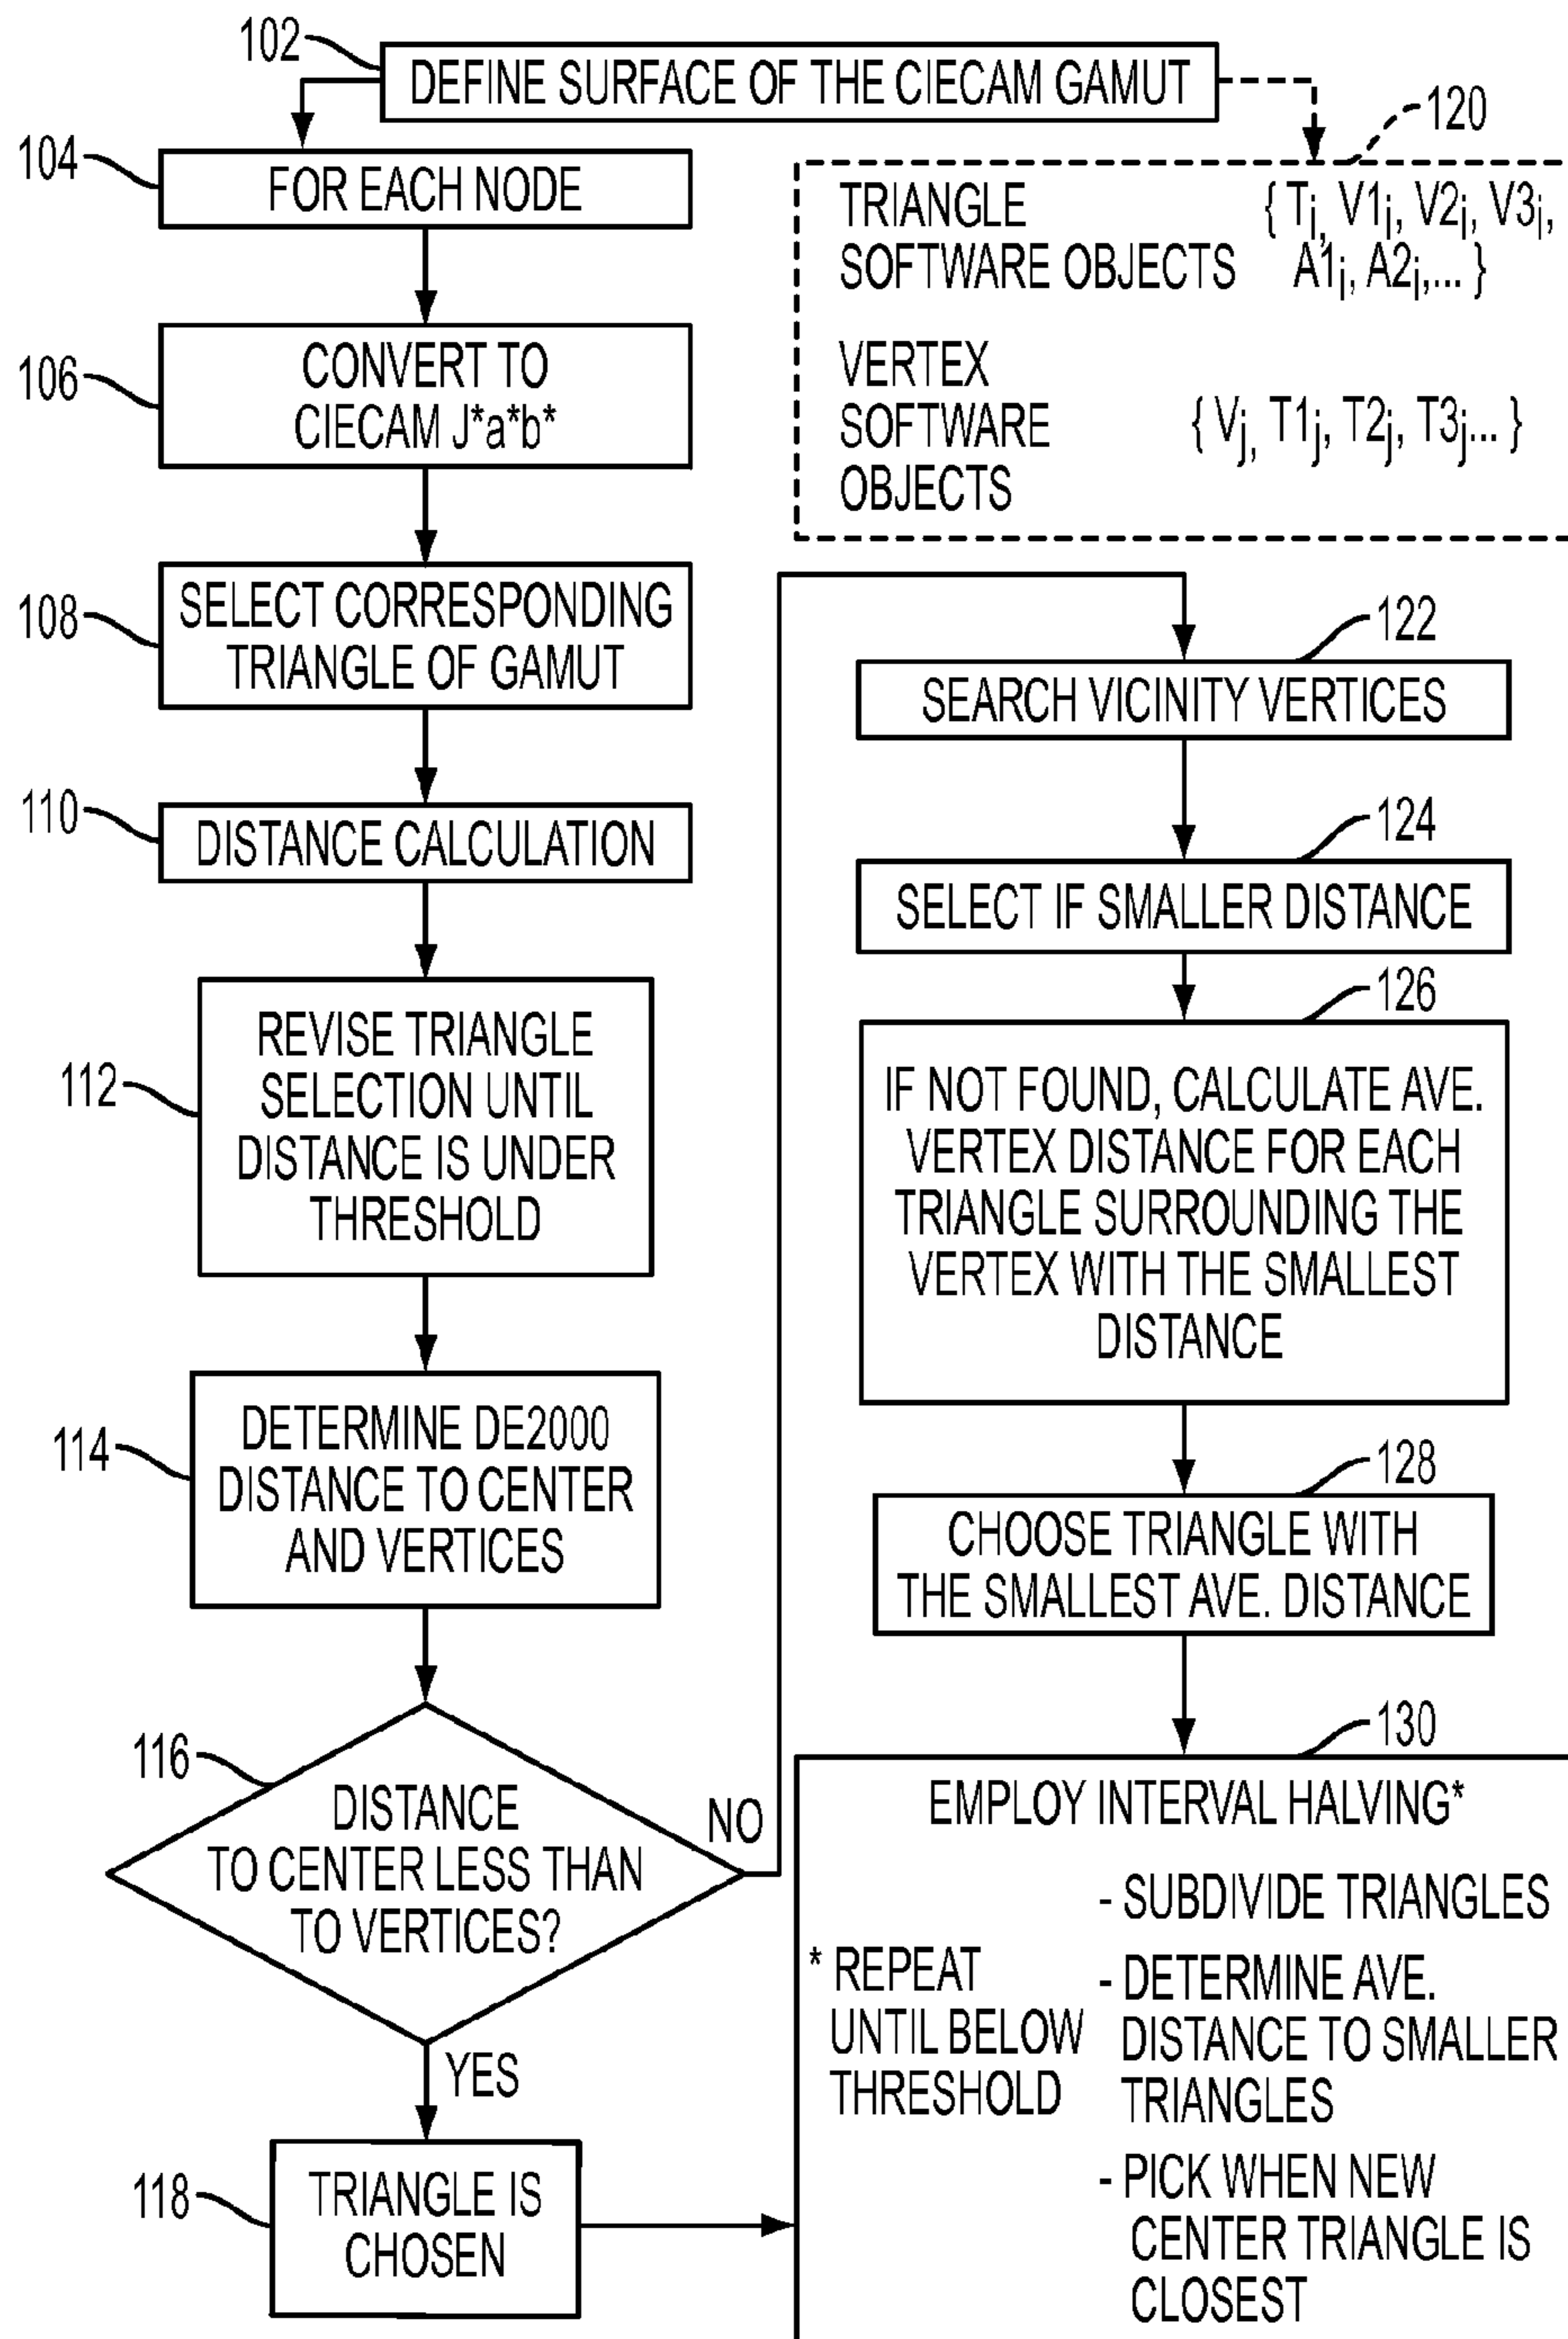 102
DEFINE SURFACE OF THE CIECAM GAMUT
104
FOR EACH NODE
120
TRIANGLE { Ti, V1i, V2i, V3i,
SOFTWARE OBJECTS A1i, A2i,... }
VERTEX
SOFTWARE { Vj, T1j, T2j, T3j... }
OBJECTS
106
CONVERT TO
CIECAM J*a*b*
108
SELECT CORRESPONDING
TRIANGLE OF GAMUT
110
DISTANCE CALCULATION
112
REVISE TRIANGLE
SELECTION UNTIL
DISTANCE IS UNDER
THRESHOLD
114
DETERMINE DE2000
DISTANCE TO CENTER
AND VERTICES
116
DISTANCE
TO CENTER LESS THAN
TO VERTICES?
NO
YES
118
TRIANGLE IS
CHOSEN
122
SEARCH VICINITY VERTICES
124
SELECT IF SMALLER DISTANCE
126
IF NOT FOUND, CALCULATE AVE.
VERTEX DISTANCE FOR EACH
TRIANGLE SURROUNDING THE
VERTEX WITH THE SMALLEST
DISTANCE
128
CHOOSE TRIANGLE WITH
THE SMALLEST AVE. DISTANCE
130
EMPLOY INTERVAL HALVING*
* REPEAT
UNTIL BELOW
THRESHOLD
- SUBDIVIDE TRIANGLES
- DETERMINE AVE.
DISTANCE TO SMALLER
TRIANGLES
- PICK WHEN NEW
CENTER TRIANGLE IS
CLOSEST